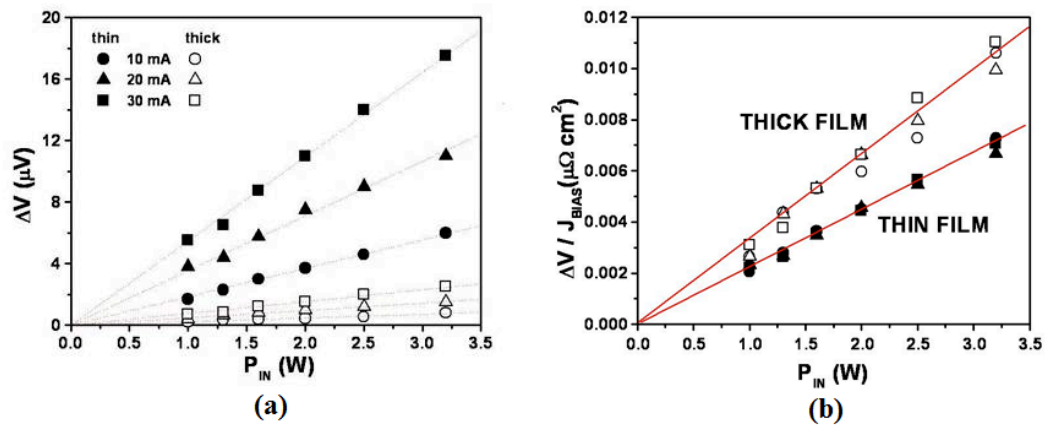 20
16
12
8
4
0
ΔV (μV)
thin thick
10 mA
20 mA
30 mA
0.0 0.5 1.0 1.5 2.0 2.5 3.0 3.5
P_IN (W)
(a)
0.012
0.010
0.008
0.006
0.004
0.002
0.000
ΔV / J_BIAS(μΩ cm²)
THICK FILM
THIN FILM
0.0 0.5 1.0 1.5 2.0 2.5 3.0 3.5
P_IN (W)
(b)